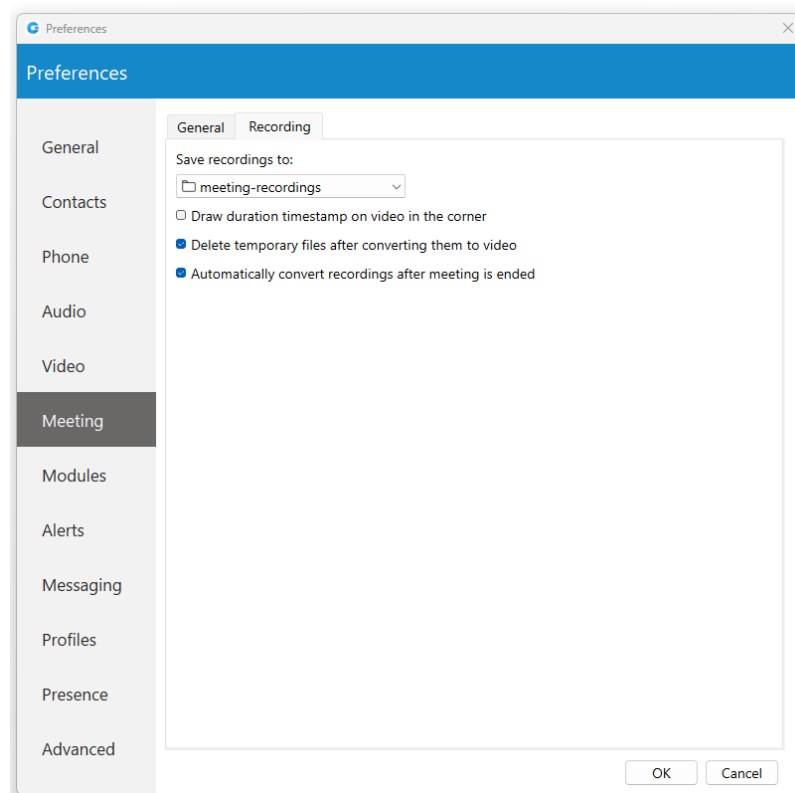 Preferences
Preferences
General
Contacts
Phone
Audio
Video
Meeting
Modules
Alerts
Messaging
Profiles
Presence
Advanced
General Recording
Save recordings to:
meeting-recordings
Draw duration timestamp on video in the corner
Delete temporary files after converting them to video
Automatically convert recordings after meeting is ended
OK Cancel